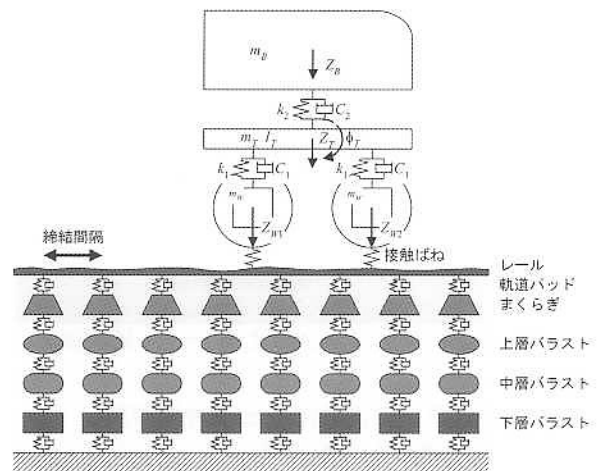 m_B
Z_B
k_2 C_2
m_T I_T Z_T φ_T
k_1 C_1 k_1 C_1
m_w m_w
Z_W1 Z_W2
締結間隔
接触ばね
レール
軌道パッド
まくらぎ
上層バラスト
中層バラスト
下層バラスト